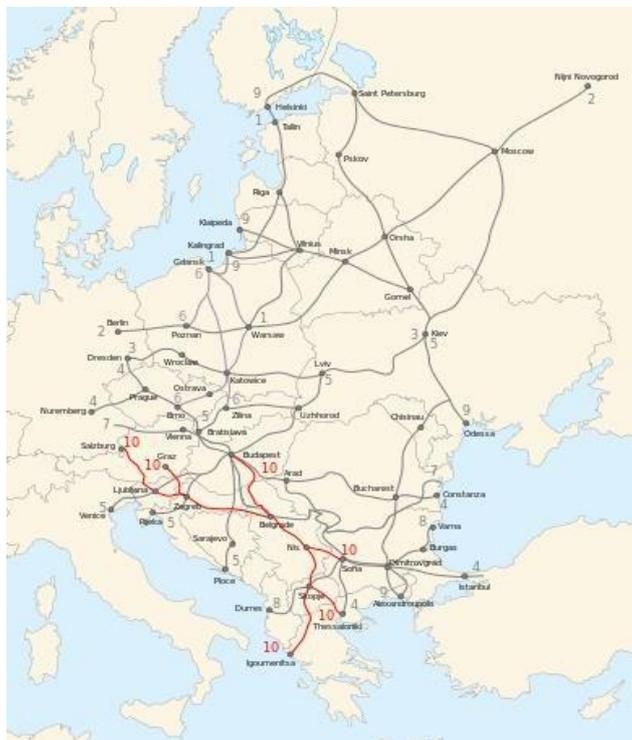 Nijni Novogorod
2
9
Saint Petersburg
Helsinki
1
Tallin
Moscow
Pskov
Riga
Klaipeda
9
Orsha
Kalingrad
1
Vilnius
Minsk
Gdansk
9
6
Gomel
Berlin
6
1
2
Poznan
Warsaw
3
Kiev
5
3
Dresden
4
Wroclaw
Lviv
Katowice
5
Ostrava
Prague
Nuremberg
4
6
6
Brno
5
Zilina
Uzhhorod
Chisinau
9
Odessa
7
Vienna
Bratislava
Salzburg
10
Graz
10
Budapest
10
Arad
Ljubljana
Bucharest
Constanza
4
5
Zagreb
Venice
Rijeka
5
Belgrade
8
Varna
Sarajevo
Nis
10
Burgas
5
Sofia
Dimitrovgrad
4
Ploce
Istanbul
Skopje
9
Alexandroupolis
Durres
8
10
4
Thessaloniki
10
Igoumenitsa